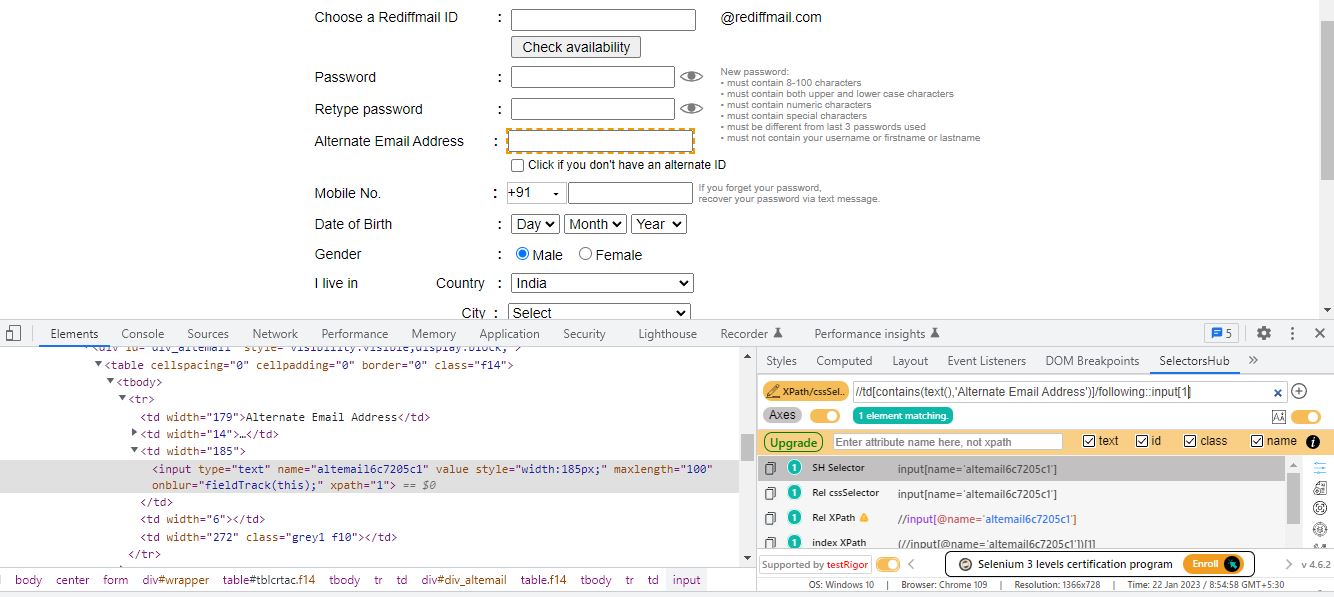 Choose a Rediffmail ID : @rediffmail.com
Check availability
Password :
New password:
• must contain 8-100 characters
• must contain both upper and lower case characters
• must contain numeric characters
• must contain special characters
• must be different from last 3 passwords used
• must not contain your username or firstname or lastname
Retype password :
Alternate Email Address :
Click if you don't have an alternate ID
Mobile No. : +91
If you forget your password,
recover your password via text message.
Date of Birth : Day Month Year
Gender : Male Female
I live in Country : India
City : Select
Elements Console Sources Network Performance Memory Application Security Lighthouse Recorder Performance insights 5
<div id="div_altemail" style="visibility:visible;display:block;">
<table cellspacing="0" cellpadding="0" border="0" class="f14">
<tbody>
<tr>
<td width="179">Alternate Email Address</td>
<td width="14">…</td>
<td width="185">
<input type="text" name="altemail6c7205c1" value style="width:185px;" maxlength="100"
onblur="fieldTrack(this);" xpath="1"> == $0
</td>
<td width="6"></td>
<td width="272" class="grey1 f10"></td>
</tr>
body center form div#wrapper table#tblcrtac.f14 tbody tr td div#div_altemail table.f14 tbody tr td input
Styles Computed Layout Event Listeners DOM Breakpoints SelectorsHub
XPath/cssSel.. //td[contains(text(),'Alternate Email Address')]/following::input[1]
Axes 1 element matching.
Upgrade Enter attribute name here, not xpath text id class name
1 SH Selector input[name='altemail6c7205c1']
1 Rel cssSelector input[name='altemail6c7205c1']
1 Rel XPath //input[@name='altemail6c7205c1']
1 index XPath (//input[@name='altemail6c7205c1'])[1]
Supported by testRigor Selenium 3 levels certification program Enroll v 4.6.2
OS: Windows 10 | Browser: Chrome 109 | Resolution: 1366x728 | Time: 22 Jan 2023 / 8:54:58 GMT+5:30